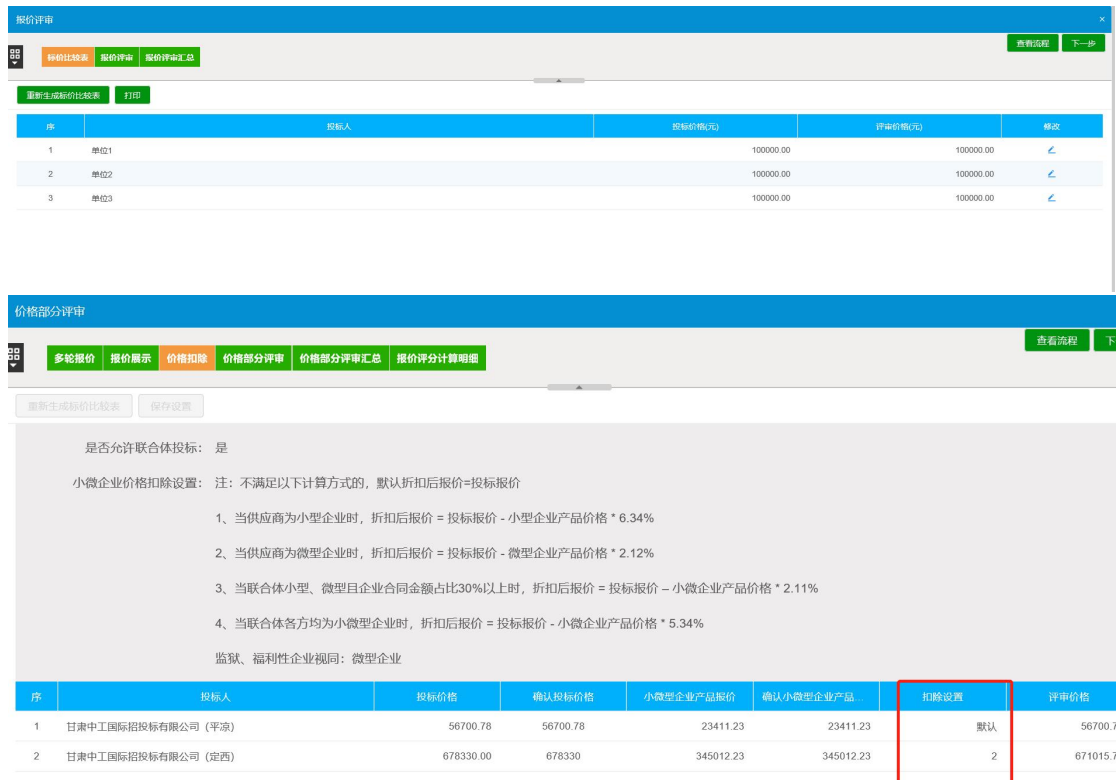 报价评审 ×
查看流程 下一步
标价比较表 报价评审 报价评审汇总
重新生成标价比较表 打印
序 投标人 投标价格(元) 评审价格(元) 修改
1 单位1 100000.00 100000.00
2 单位2 100000.00 100000.00
3 单位3 100000.00 100000.00
价格部分评审
查看流程 下
多轮报价 报价展示 价格扣除 价格部分评审 价格部分评审汇总 报价评分计算明细
重新生成标价比较表 保存设置
是否允许联合体投标: 是
小微企业价格扣除设置: 注: 不满足以下计算方式的, 默认折扣后报价=投标报价
1、当供应商为小型企业时, 折扣后报价 = 投标报价 - 小型企业产品价格 * 6.34%
2、当供应商为微型企业时, 折扣后报价 = 投标报价 - 微型企业产品价格 * 2.12%
3、当联合体小型、微型且企业合同金额占比30%以上时, 折扣后报价 = 投标报价 – 小微企业产品价格 * 2.11%
4、当联合体各方均为小微型企业时, 折扣后报价 = 投标报价 - 小微企业产品价格 * 5.34%
监狱、福利性企业视同: 微型企业
序 投标人 投标价格 确认投标价格 小微型企业产品报价 确认小微型企业产品... 扣除设置 评审价格
1 甘肃中工国际招投标有限公司 (平凉) 56700.78 56700.78 23411.23 23411.23 默认 56700.7
2 甘肃中工国际招投标有限公司 (定西) 678330.00 678330 345012.23 345012.23 2 671015.7